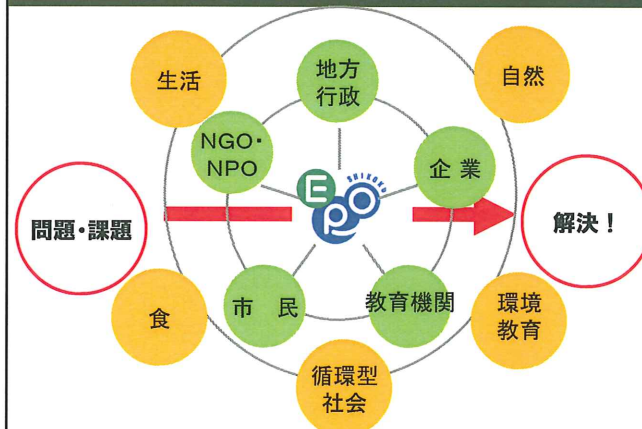 生活
地方
行政
自然
NGO・
NPO
企業
SHIKOKU
EPO
問題・課題
解決！
食
市　民
教育機関
環境
教育
循環型
社会